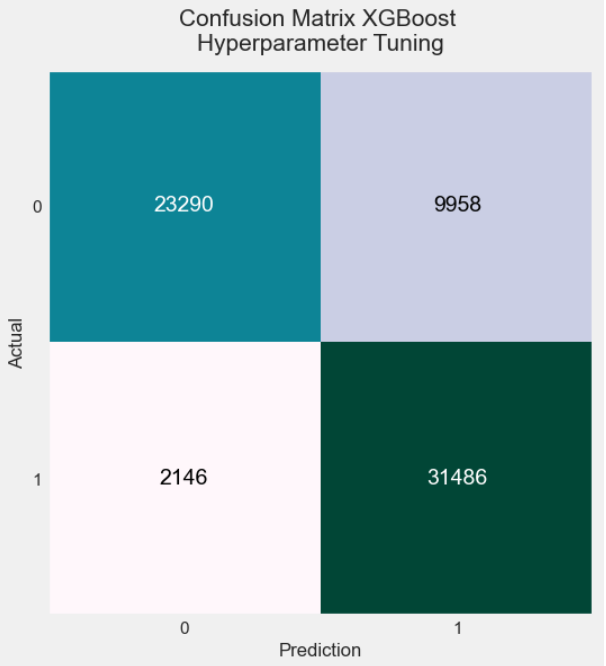 Confusion Matrix XGBoost
Hyperparameter Tuning
23290
9958
0
Actual
2146
31486
1
0
1
Prediction